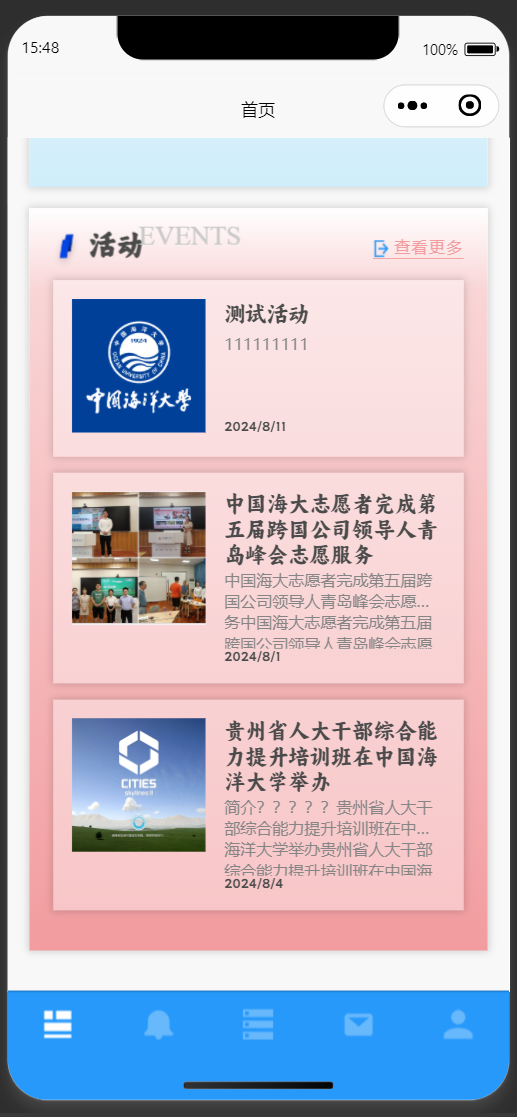 15:48
100%
首页
活动
EVENTS
查看更多
1924
OCEAN UNIVERSITY OF CHINA
中国海洋大学
测试活动
111111111
2024/8/11
中国海大志愿者完成第
五届跨国公司领导人青
岛峰会志愿服务
中国海大志愿者完成第五届跨
国公司领导人青岛峰会志愿...
务中国海大志愿者完成第五届
跨国公司领导人青岛峰会志愿
2024/8/1
CITIES
skylines II
贵州省人大干部综合能
力提升培训班在中国海
洋大学举办
简介？？？？？贵州省人大干
部综合能力提升培训班在中...
海洋大学举办贵州省人大干部
综合能力提升培训班在中国海
2024/8/4